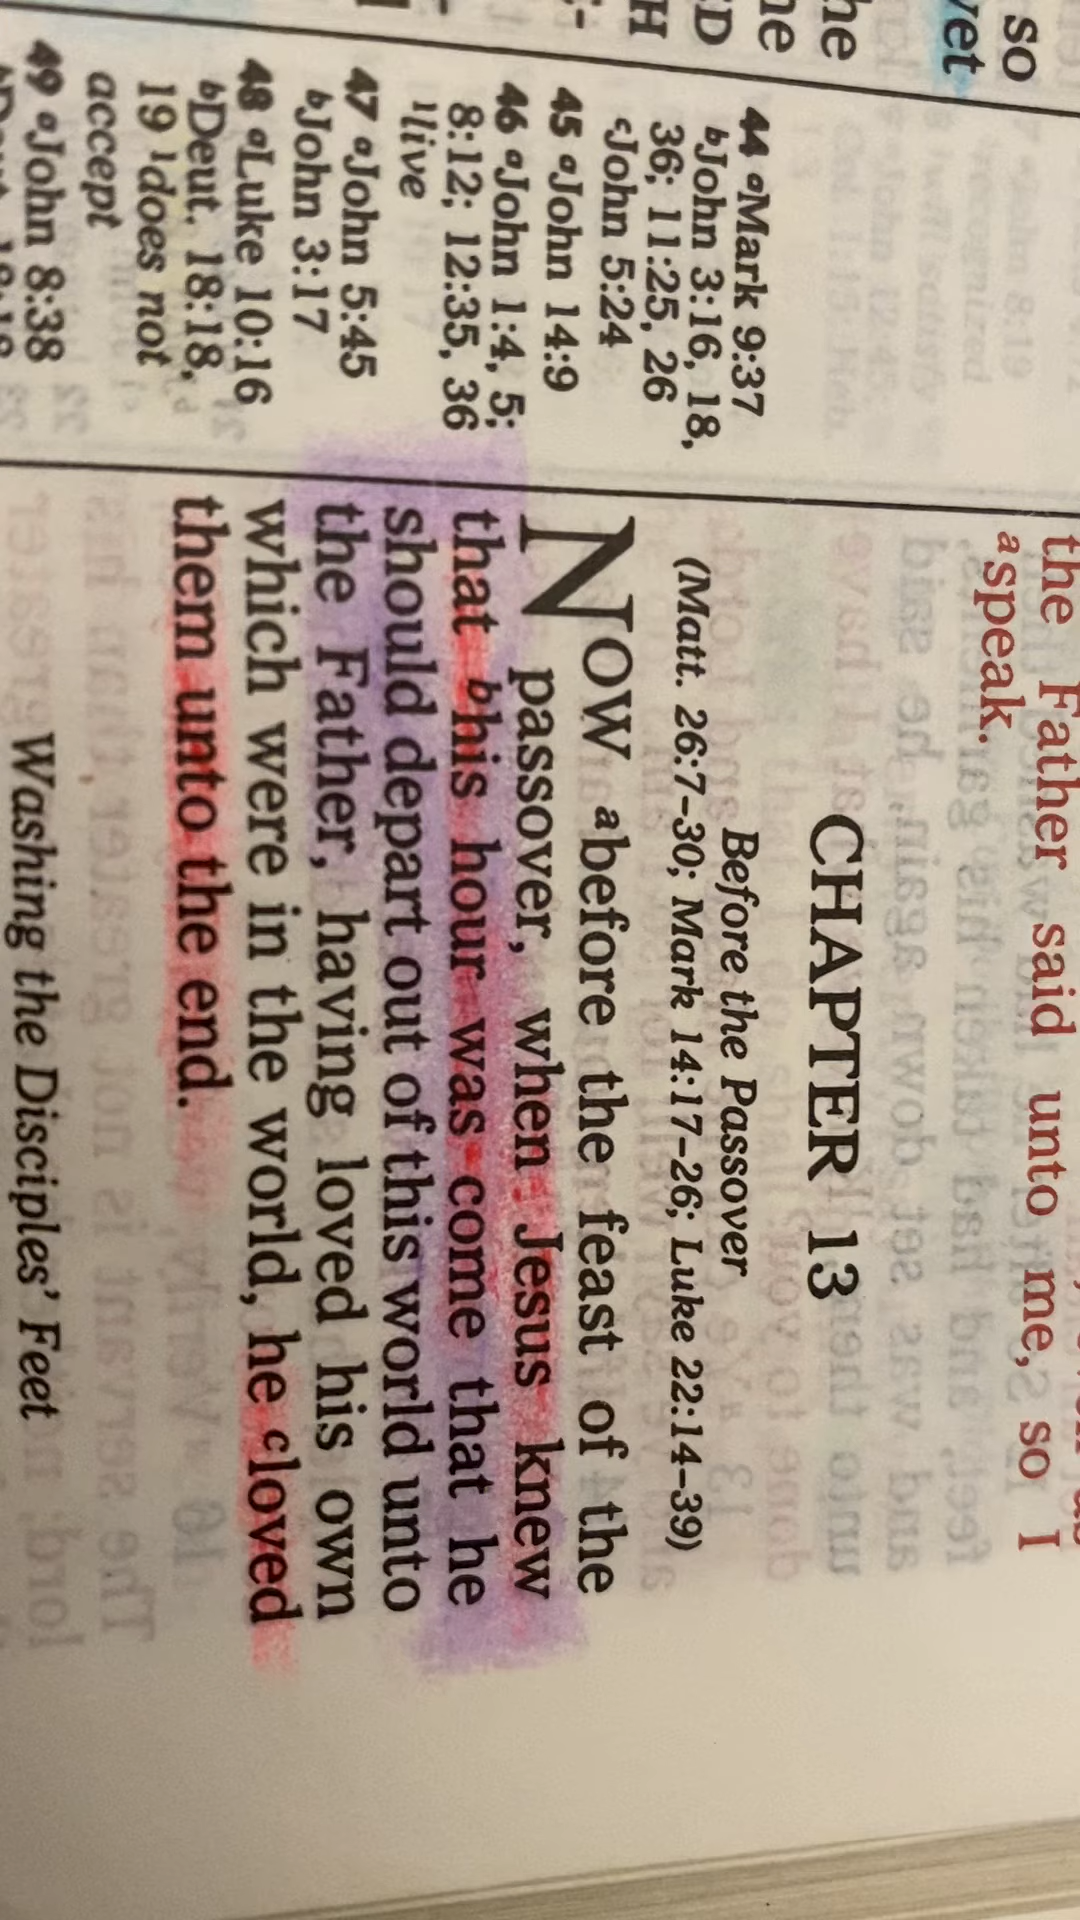 so
yet
he
he
ED
H
44 aMark 9:37
bJohn 3:16, 18,
36; 11:25, 26
cJohn 5:24
45 aJohn 14:9
46 aJohn 1:4, 5;
8:12; 12:35, 36
1live
47 aJohn 5:45
bJohn 3:17
48 aLuke 10:16
bDeut. 18:18,
19 1does not
accept
49 aJohn 8:38
the Father said unto me, so I
aspeak.
CHAPTER 13
Before the Passover
(Matt. 26:7–30; Mark 14:17–26; Luke 22:14–39)
NOW abefore the feast of the
passover, when Jesus knew
that bhis hour was come that he
should depart out of this world unto
the Father, having loved his own
which were in the world, he cloved
them unto the end.
Washing the Disciples' Feet